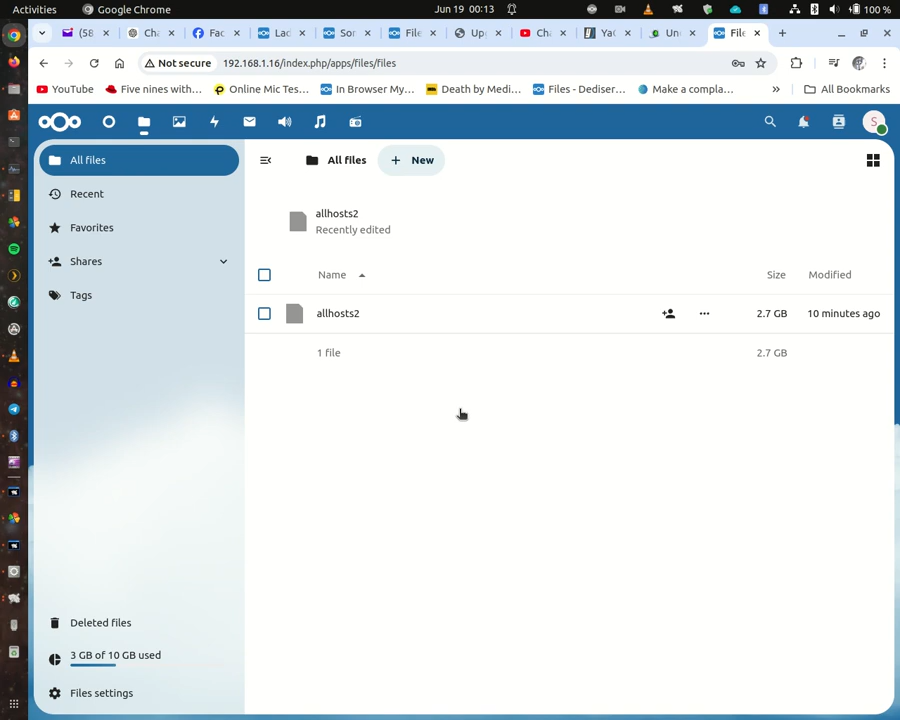 Activities
Google Chrome
Jun 19 00:13
100 %
(58
Cha
Fac
Lac
Sor
File
Up
Cha
YaC
Un
File
Not secure
192.168.1.16/index.php/apps/files/files
YouTube
Five nines with...
Online Mic Tes...
In Browser My...
Death by Medi...
Files - Dediser...
Make a compla...
»
All Bookmarks
S
All files
All files
+ New
Recent
Favorites
Shares
Tags
allhosts2
Recently edited
Name
Size
Modified
allhosts2
2.7 GB
10 minutes ago
1 file
2.7 GB
Deleted files
3 GB of 10 GB used
Files settings